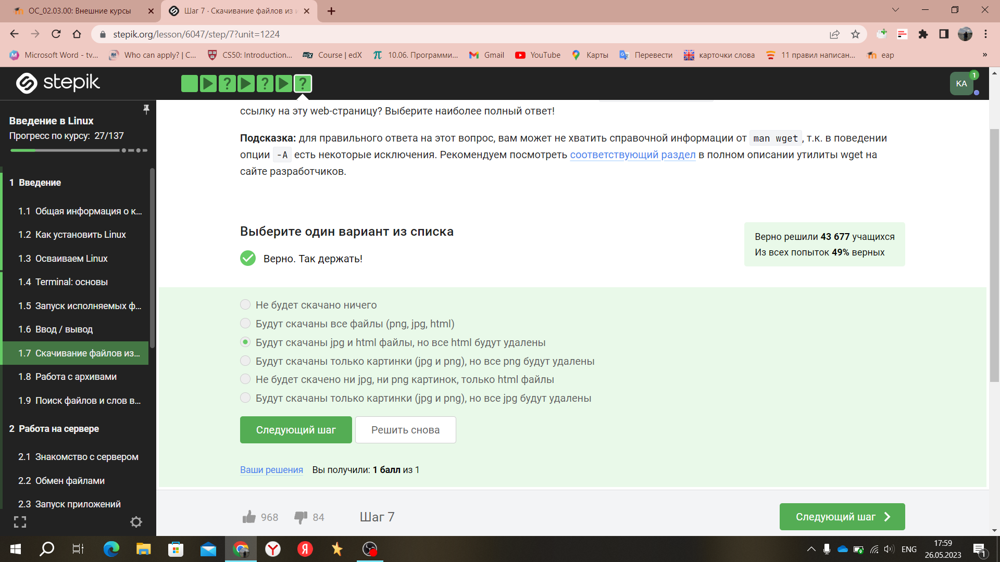 ОС_02.03.00: Внешние курсы
Шаг 7 · Скачивание файлов из
stepik.org/lesson/6047/step/7?unit=1224
Microsoft Word - tv...
Who can apply? | C...
CS50: Introduction...
edX
Course | edX
10.06. Программи...
Gmail
YouTube
Карты
Перевести
карточки слова
11 правил написан...
eap
»
stepik
?
?
?
KA
1
Введение в Linux
Прогресс по курсу: 27/137
1 Введение
1.1 Общая информация о к...
1.2 Как установить Linux
1.3 Осваиваем Linux
1.4 Terminal: основы
1.5 Запуск исполняемых ф...
1.6 Ввод / вывод
1.7 Скачивание файлов из...
1.8 Работа с архивами
1.9 Поиск файлов и слов в...
2 Работа на сервере
2.1 Знакомство с сервером
2.2 Обмен файлами
2.3 Запуск приложений
ссылку на эту web-страницу? Выберите наиболее полный ответ!
Подсказка: для правильного ответа на этот вопрос, вам может не хватить справочной информации от man wget , т.к. в поведении
опции -A есть некоторые исключения. Рекомендуем посмотреть соответствующий раздел в полном описании утилиты wget на
сайте разработчиков.
Выберите один вариант из списка
Верно. Так держать!
Верно решили 43 677 учащихся
Из всех попыток 49% верных
Не будет скачано ничего
Будут скачаны все файлы (png, jpg, html)
Будут скачаны jpg и html файлы, но все html будут удалены
Будут скачаны только картинки (jpg и png), но все png будут удалены
Не будет скачено ни jpg, ни png картинок, только html файлы
Будут скачаны только картинки (jpg и png), но все jpg будут удалены
Следующий шаг
Решить снова
Ваши решения
Вы получили: 1 балл из 1
968
84
Шаг 7
Следующий шаг
ENG
17:59
26.05.2023
1